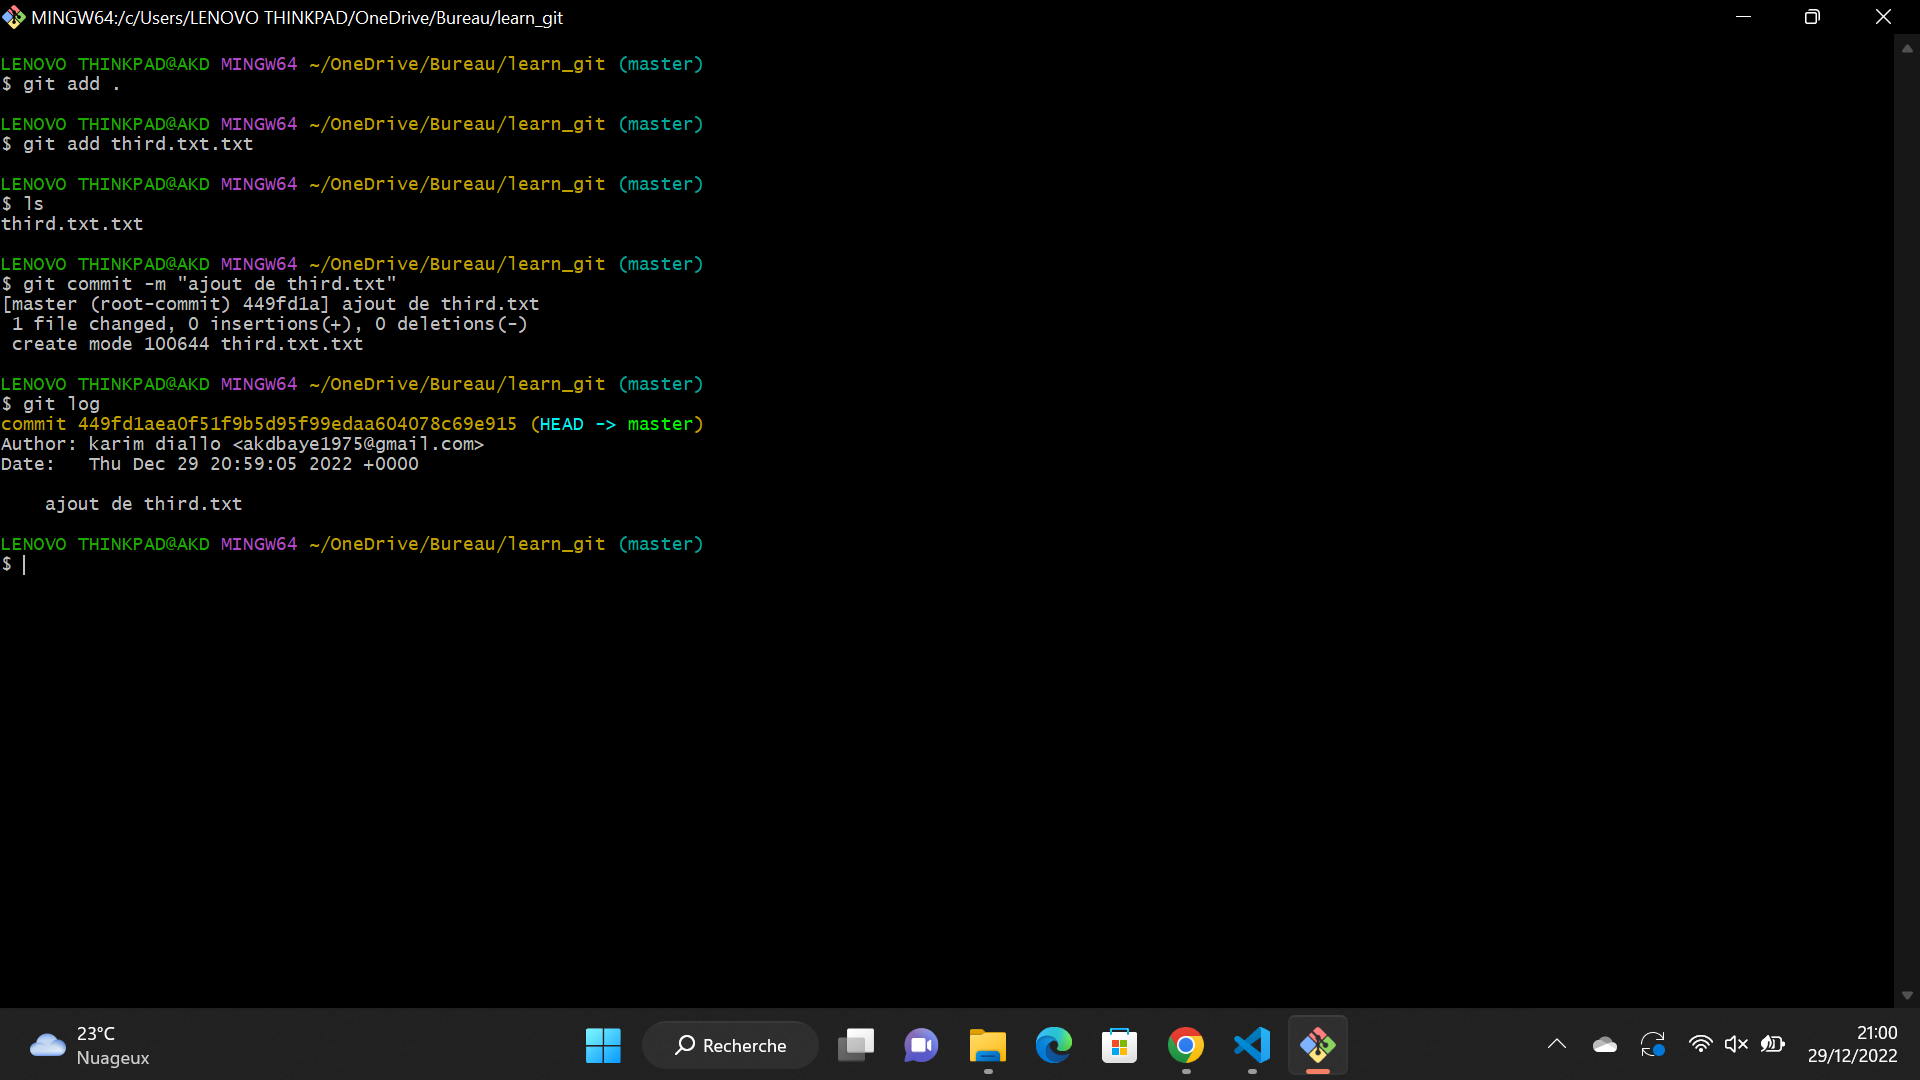 MINGW64:/c/Users/LENOVO THINKPAD/OneDrive/Bureau/learn_git
LENOVO THINKPAD@AKD MINGW64 ~/OneDrive/Bureau/learn_git (master)
$ git add .
LENOVO THINKPAD@AKD MINGW64 ~/OneDrive/Bureau/learn_git (master)
$ git add third.txt.txt
LENOVO THINKPAD@AKD MINGW64 ~/OneDrive/Bureau/learn_git (master)
$ ls
third.txt.txt
LENOVO THINKPAD@AKD MINGW64 ~/OneDrive/Bureau/learn_git (master)
$ git commit -m "ajout de third.txt"
[master (root-commit) 449fd1a] ajout de third.txt
 1 file changed, 0 insertions(+), 0 deletions(-)
 create mode 100644 third.txt.txt
LENOVO THINKPAD@AKD MINGW64 ~/OneDrive/Bureau/learn_git (master)
$ git log
commit 449fd1aea0f51f9b5d95f99edaa604078c69e915 (HEAD -> master)
Author: karim diallo <akdbaye1975@gmail.com>
Date:   Thu Dec 29 20:59:05 2022 +0000
    ajout de third.txt
LENOVO THINKPAD@AKD MINGW64 ~/OneDrive/Bureau/learn_git (master)
$
23°C
Nuageux
Recherche
21:00
29/12/2022